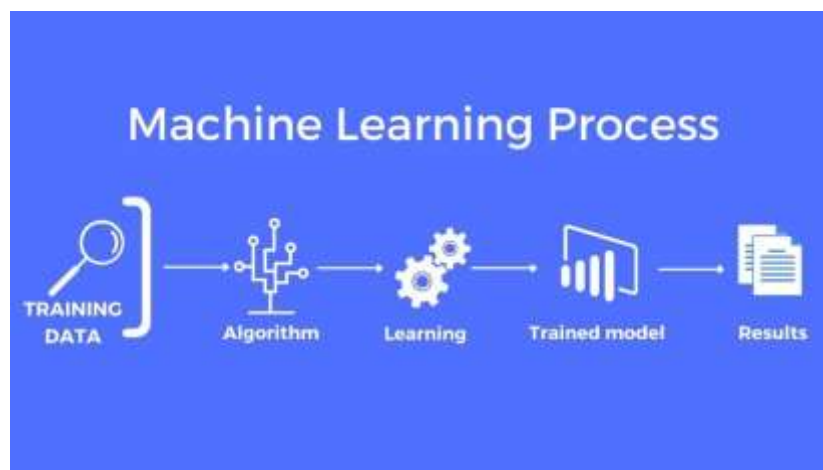 Machine Learning Process
TRAINING
DATA
Algorithm
Learning
Trained model
Results